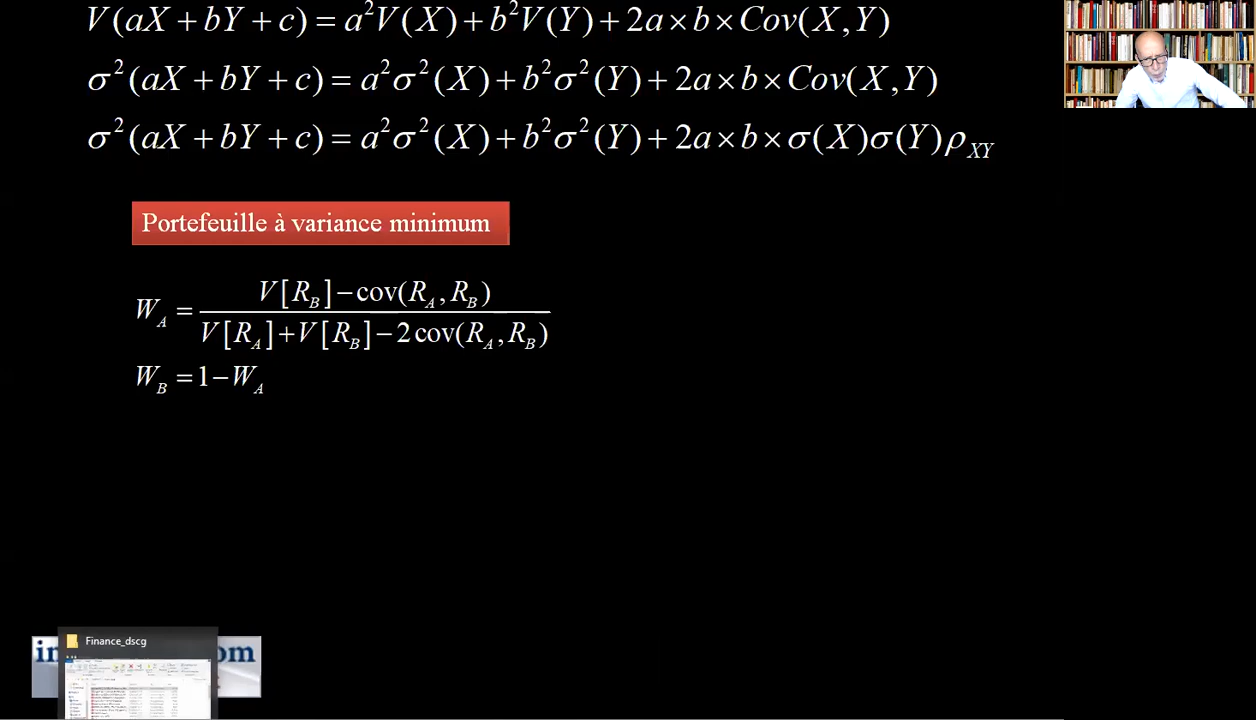 V(aX + bY + c) = a²V(X) + b²V(Y) + 2a × b × Cov(X,Y)
σ²(aX + bY + c) = a²σ²(X) + b²σ²(Y) + 2a × b × Cov(X,Y)
σ²(aX + bY + c) = a²σ²(X) + b²σ²(Y) + 2a × b × σ(X)σ(Y)ρ_XY
Portefeuille à variance minimum
W_A = (V[R_B] − cov(R_A, R_B)) / (V[R_A] + V[R_B] − 2cov(R_A, R_B))
W_B = 1 − W_A
Finance_dscg